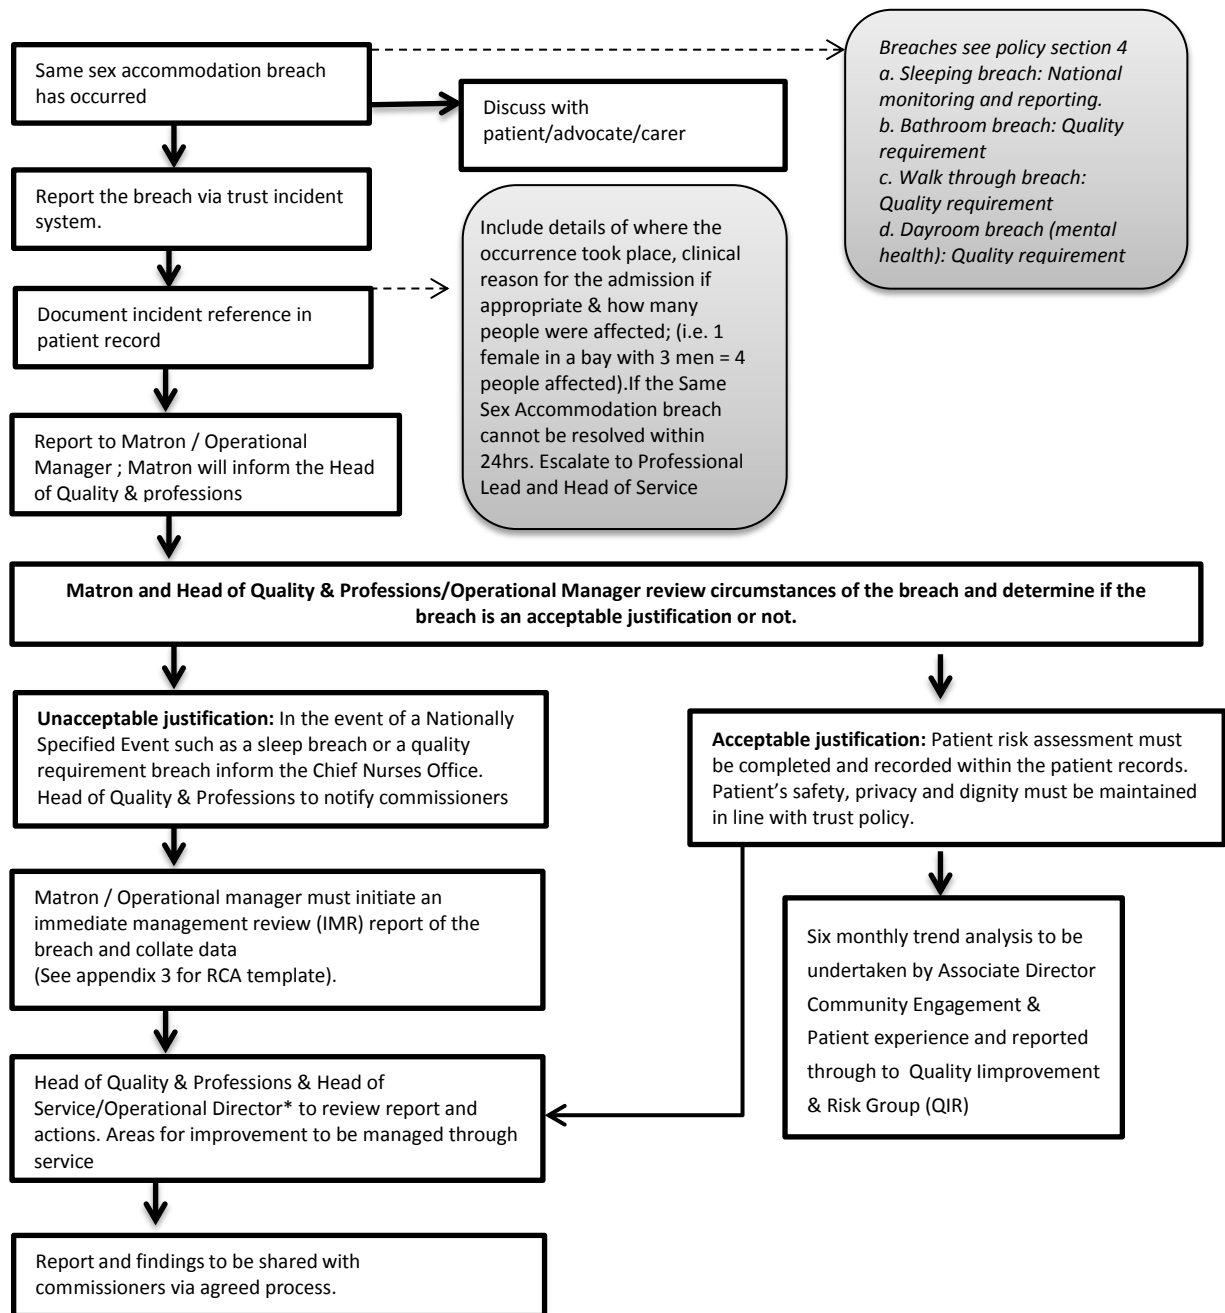 Same sex accommodation breach
has occurred
Discuss with
patient/advocate/carer
Breaches see policy section 4
a. Sleeping breach: National
monitoring and reporting.
b. Bathroom breach: Quality
requirement
c. Walk through breach:
Quality requirement
d. Dayroom breach (mental
health): Quality requirement
Report the breach via trust incident
system.
Include details of where the
occurrence took place, clinical
reason for the admission if
appropriate & how many
people were affected; (i.e. 1
female in a bay with 3 men = 4
people affected).If the Same
Sex Accommodation breach
cannot be resolved within
24hrs. Escalate to Professional
Lead and Head of Service
Document incident reference in
patient record
Report to Matron / Operational
Manager ; Matron will inform the Head
of Quality & professions
Matron and Head of Quality & Professions/Operational Manager review circumstances of the breach and determine if the
breach is an acceptable justification or not.
Unacceptable justification: In the event of a Nationally
Specified Event such as a sleep breach or a quality
requirement breach inform the Chief Nurses Office.
Head of Quality & Professions to notify commissioners
Acceptable justification: Patient risk assessment must
be completed and recorded within the patient records.
Patient's safety, privacy and dignity must be maintained
in line with trust policy.
Matron / Operational manager must initiate an
immediate management review (IMR) report of the
breach and collate data
(See appendix 3 for RCA template).
Six monthly trend analysis to be
undertaken by Associate Director
Community Engagement &
Patient experience and reported
through to Quality Iimprovement
& Risk Group (QIR)
Head of Quality & Professions & Head of
Service/Operational Director* to review report and
actions. Areas for improvement to be managed through
service
Report and findings to be shared with
commissioners via agreed process.